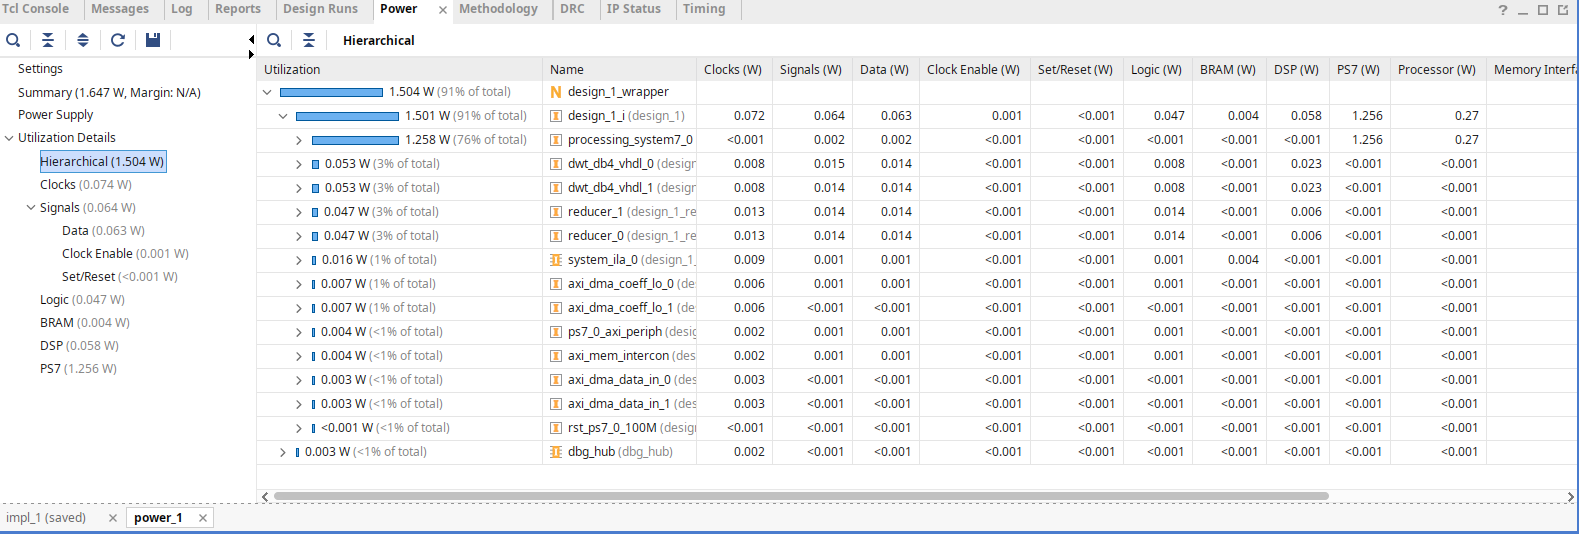 Tcl Console Messages Log Reports Design Runs Power × Methodology DRC IP Status Timing ?
Hierarchical
Settings
Summary (1.647 W, Margin: N/A)
Power Supply
Utilization Details
Hierarchical (1.504 W)
Clocks (0.074 W)
Signals (0.064 W)
Data (0.063 W)
Clock Enable (0.001 W)
Set/Reset (<0.001 W)
Logic (0.047 W)
BRAM (0.004 W)
DSP (0.058 W)
PS7 (1.256 W)
Utilization Name Clocks (W) Signals (W) Data (W) Clock Enable (W) Set/Reset (W) Logic (W) BRAM (W) DSP (W) PS7 (W) Processor (W) Memory Interfa
1.504 W (91% of total) N design_1_wrapper
1.501 W (91% of total) design_1_i (design_1) 0.072 0.064 0.063 0.001 <0.001 0.047 0.004 0.058 1.256 0.27
1.258 W (76% of total) processing_system7_0 <0.001 0.002 0.002 <0.001 <0.001 <0.001 <0.001 <0.001 1.256 0.27
0.053 W (3% of total) dwt_db4_vhdl_0 (design 0.008 0.015 0.014 <0.001 <0.001 0.008 <0.001 0.023 <0.001 <0.001
0.053 W (3% of total) dwt_db4_vhdl_1 (design 0.008 0.014 0.014 <0.001 <0.001 0.008 <0.001 0.023 <0.001 <0.001
0.047 W (3% of total) reducer_1 (design_1_re 0.013 0.014 0.014 <0.001 <0.001 0.014 <0.001 0.006 <0.001 <0.001
0.047 W (3% of total) reducer_0 (design_1_re 0.013 0.014 0.014 <0.001 <0.001 0.014 <0.001 0.006 <0.001 <0.001
0.016 W (1% of total) system_ila_0 (design_1_ 0.009 0.001 0.001 <0.001 <0.001 0.001 0.004 <0.001 <0.001 <0.001
0.007 W (1% of total) axi_dma_coeff_lo_0 (des 0.006 0.001 0.001 <0.001 <0.001 0.001 <0.001 <0.001 <0.001 <0.001
0.007 W (1% of total) axi_dma_coeff_lo_1 (des 0.006 <0.001 <0.001 <0.001 <0.001 <0.001 <0.001 <0.001 <0.001 <0.001
0.004 W (<1% of total) ps7_0_axi_periph (desig 0.002 0.001 0.001 <0.001 <0.001 0.001 <0.001 <0.001 <0.001 <0.001
0.004 W (<1% of total) axi_mem_intercon (des 0.002 0.001 0.001 <0.001 <0.001 0.001 <0.001 <0.001 <0.001 <0.001
0.003 W (<1% of total) axi_dma_data_in_0 (des 0.003 <0.001 <0.001 <0.001 <0.001 <0.001 <0.001 <0.001 <0.001 <0.001
0.003 W (<1% of total) axi_dma_data_in_1 (des 0.003 <0.001 <0.001 <0.001 <0.001 <0.001 <0.001 <0.001 <0.001 <0.001
<0.001 W (<1% of total) rst_ps7_0_100M (desig <0.001 <0.001 <0.001 <0.001 <0.001 <0.001 <0.001 <0.001 <0.001 <0.001
0.003 W (<1% of total) dbg_hub (dbg_hub) 0.002 <0.001 <0.001 <0.001 <0.001 <0.001 <0.001 <0.001 <0.001 <0.001
impl_1 (saved) × power_1 ×